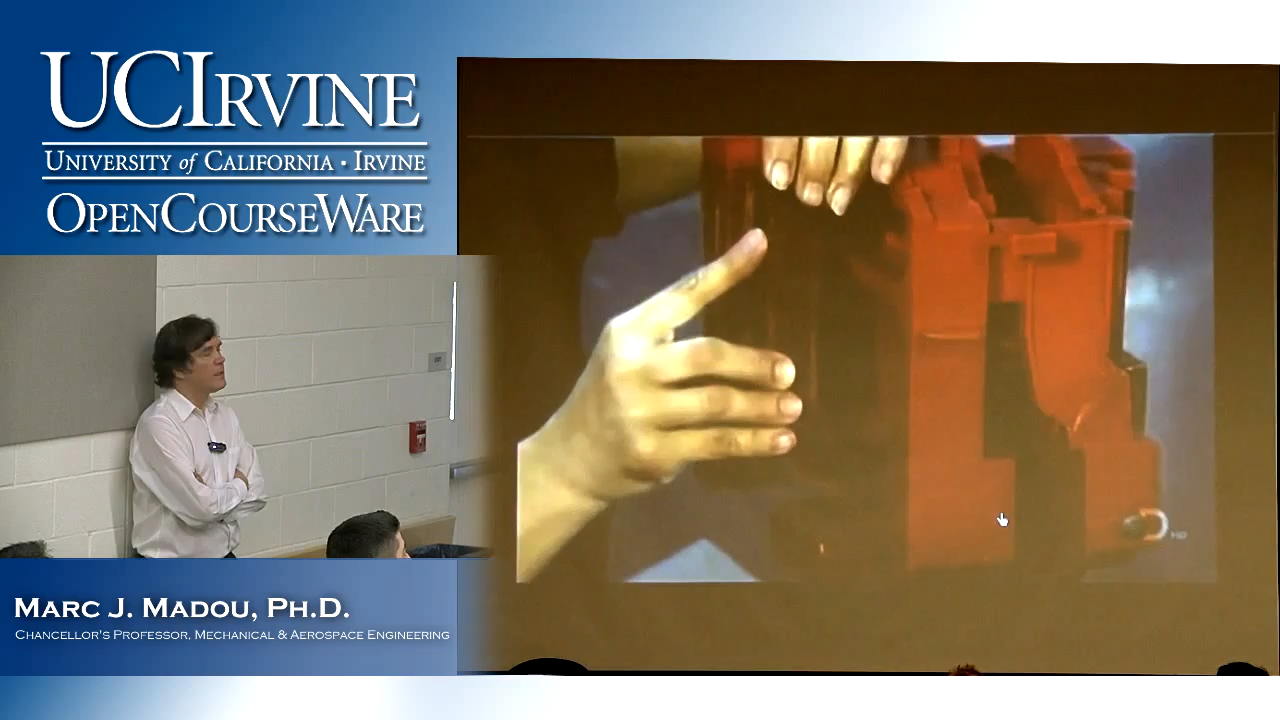 UCIRVINE
UNIVERSITY of CALIFORNIA · IRVINE
OPENCOURSEWARE
MARC J. MADOU, PH.D.
CHANCELLOR'S PROFESSOR, MECHANICAL & AEROSPACE ENGINEERING